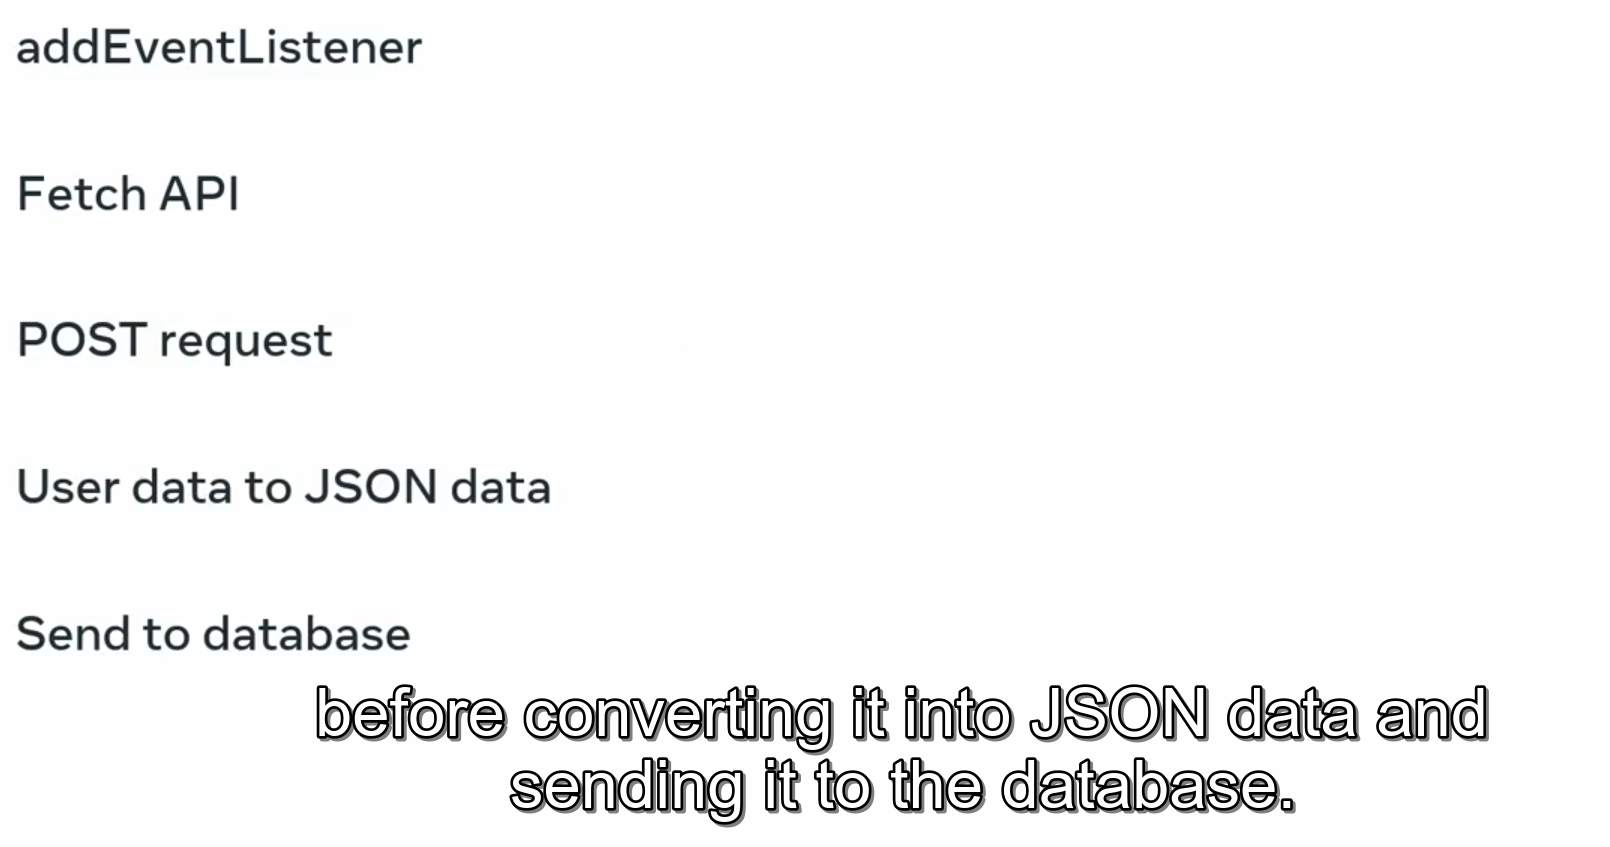 addEventListener
Fetch API
POST request
User data to JSON data
Send to database
before converting it into JSON data and
sending it to the database.